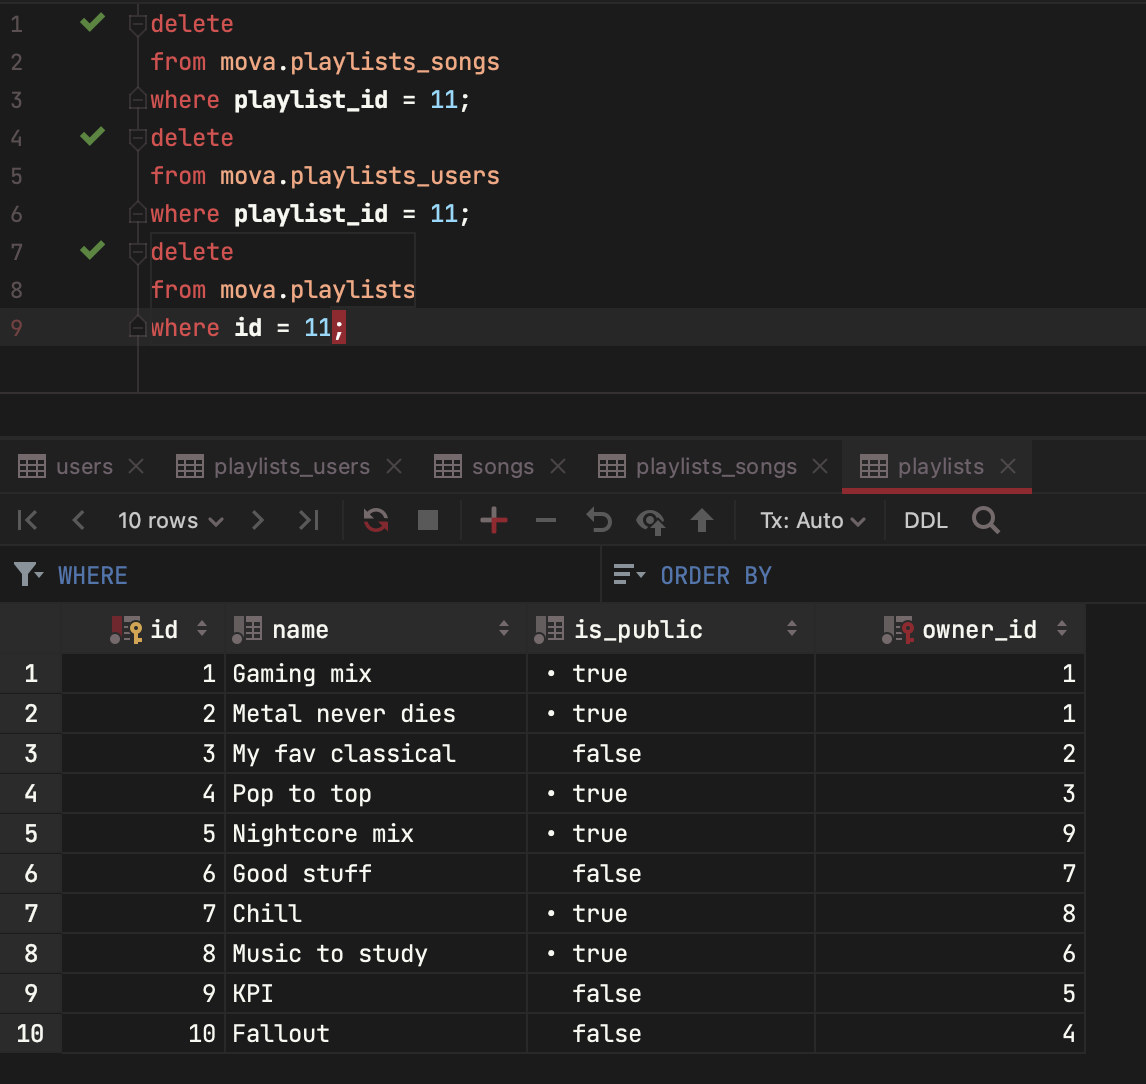 1 delete
2 from mova.playlists_songs
3 where playlist_id = 11;
4 delete
5 from mova.playlists_users
6 where playlist_id = 11;
7 delete
8 from mova.playlists
9 where id = 11;
users playlists_users songs playlists_songs playlists
10 rows Tx: Auto DDL
WHERE ORDER BY
id name is_public owner_id
1 1 Gaming mix • true 1
2 2 Metal never dies • true 1
3 3 My fav classical false 2
4 4 Pop to top • true 3
5 5 Nightcore mix • true 9
6 6 Good stuff false 7
7 7 Chill • true 8
8 8 Music to study • true 6
9 9 KPI false 5
10 10 Fallout false 4